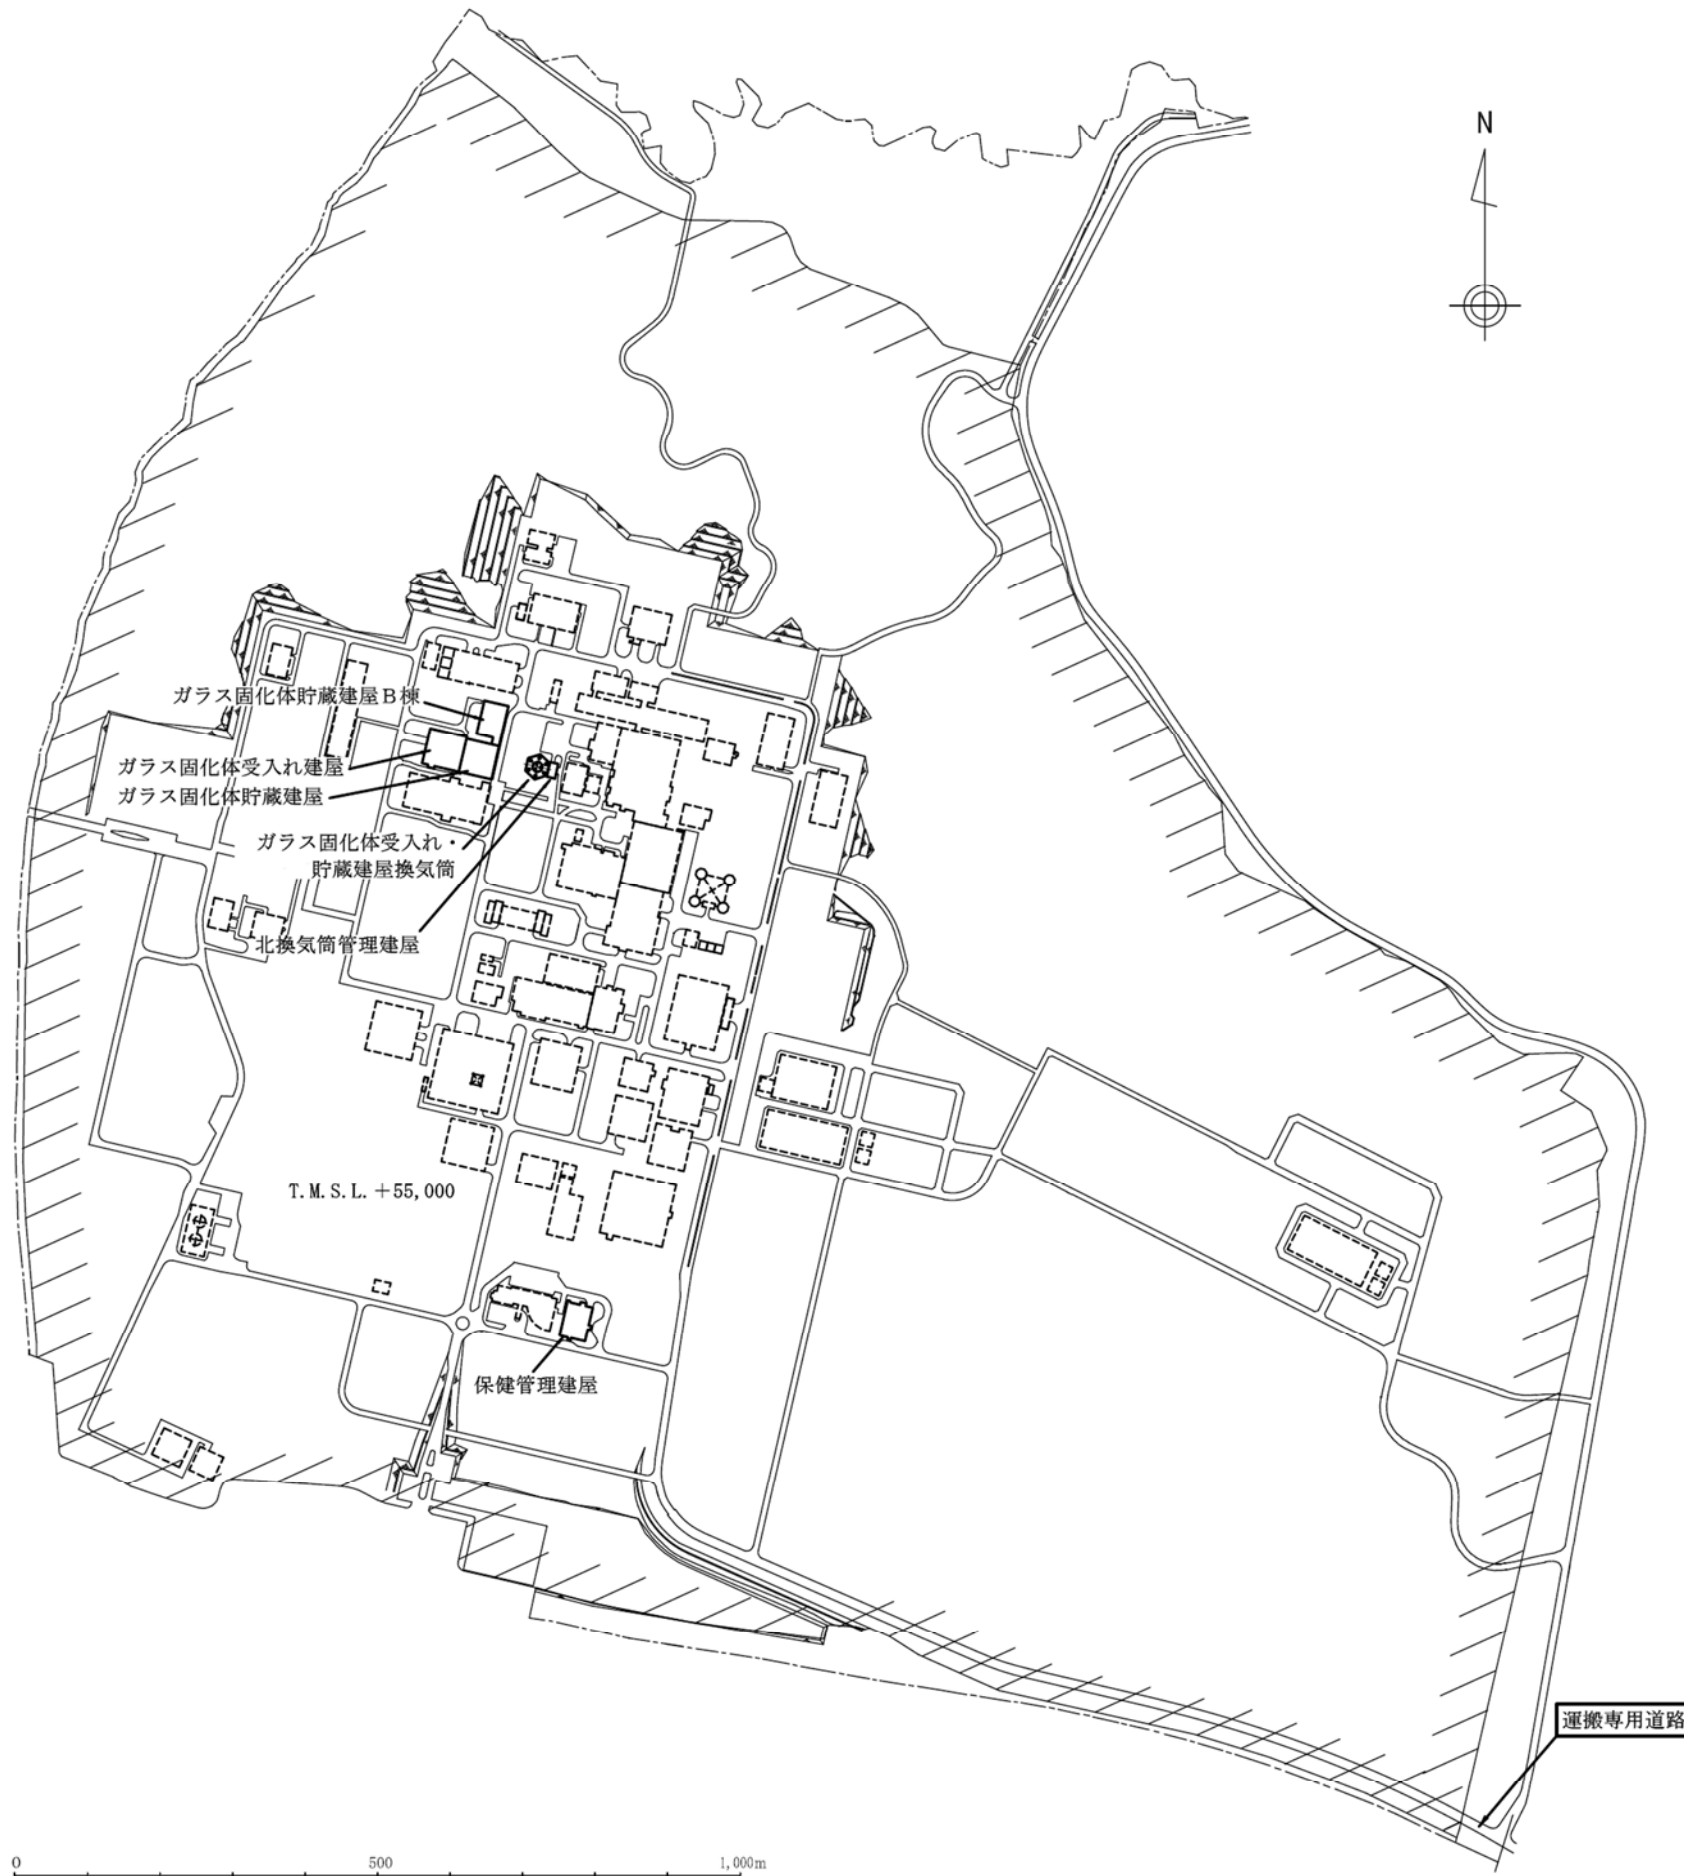 N
ガラス固化体貯蔵建屋B棟
ガラス固化体受入れ建屋
ガラス固化体貯蔵建屋
ガラス固化体受入れ・
貯蔵建屋換気筒
北換気筒管理建屋
T.M.S.L. +55,000
保健管理建屋
運搬専用道路
0 500 1,000m